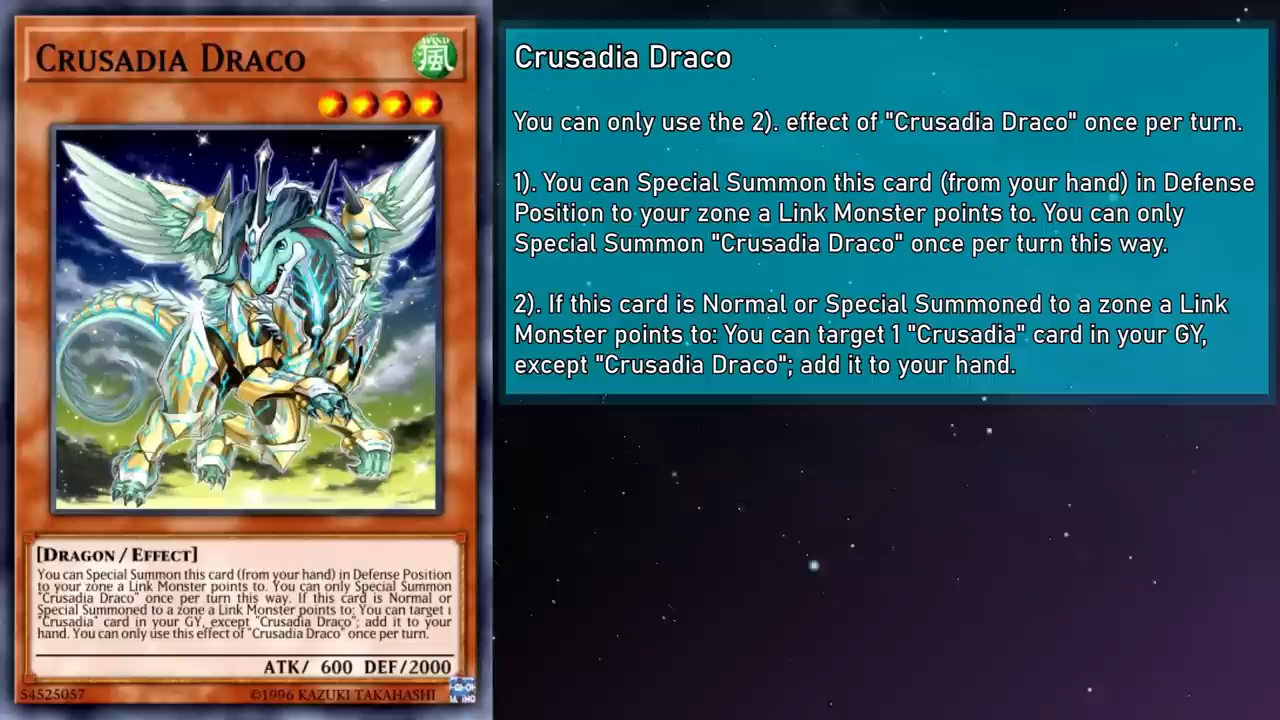 CRUSADIA DRACO
WIND
風
[DRAGON / EFFECT]
You can Special Summon this card (from your hand) in Defense Position
to your zone a Link Monster points to. You can only Special Summon
"Crusadia Draco" once per turn this way. If this card is Normal or
Special Summoned to a zone a Link Monster points to: You can target 1
"Crusadia" card in your GY, except "Crusadia Draco"; add it to your
hand. You can only use this effect of "Crusadia Draco" once per turn.
ATK/ 600 DEF/2000
54525057
©1996 KAZUKI TAKAHASHI
Crusadia Draco
You can only use the 2). effect of "Crusadia Draco" once per turn.
1). You can Special Summon this card (from your hand) in Defense
Position to your zone a Link Monster points to. You can only
Special Summon "Crusadia Draco" once per turn this way.
2). If this card is Normal or Special Summoned to a zone a Link
Monster points to: You can target 1 "Crusadia" card in your GY,
except "Crusadia Draco"; add it to your hand.